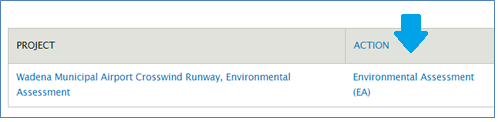 PROJECT
ACTION
Wadena Municipal Airport Crosswind Runway, Environmental
Assessment
Environmental Assessment
(EA)